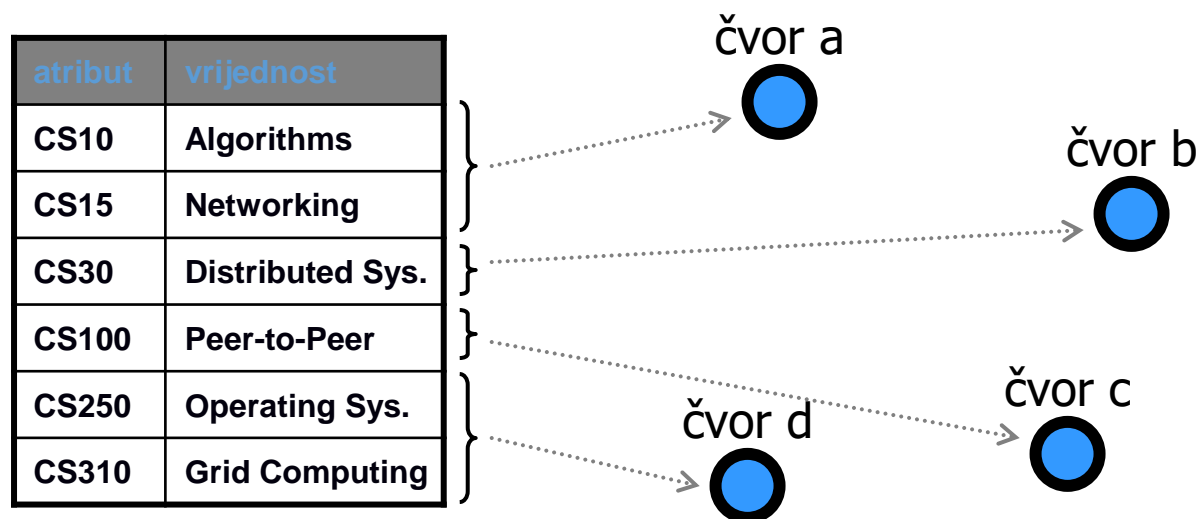 atribut vrijednost
CS10 Algorithms
CS15 Networking
CS30 Distributed Sys.
CS100 Peer-to-Peer
CS250 Operating Sys.
CS310 Grid Computing
čvor a
čvor b
čvor c
čvor d